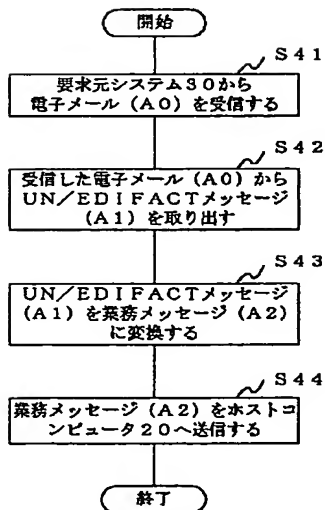 開始
S41
要求元システム30から
電子メール(A0)を受信する
S42
受信した電子メール(A0)から
UN/EDIFACTメッセージ
(A1)を取り出す
S43
UN/EDIFACTメッセージ
(A1)を業務メッセージ(A2)
に変換する
S44
業務メッセージ(A2)をホストコ
ンピュータ20へ送信する
終了